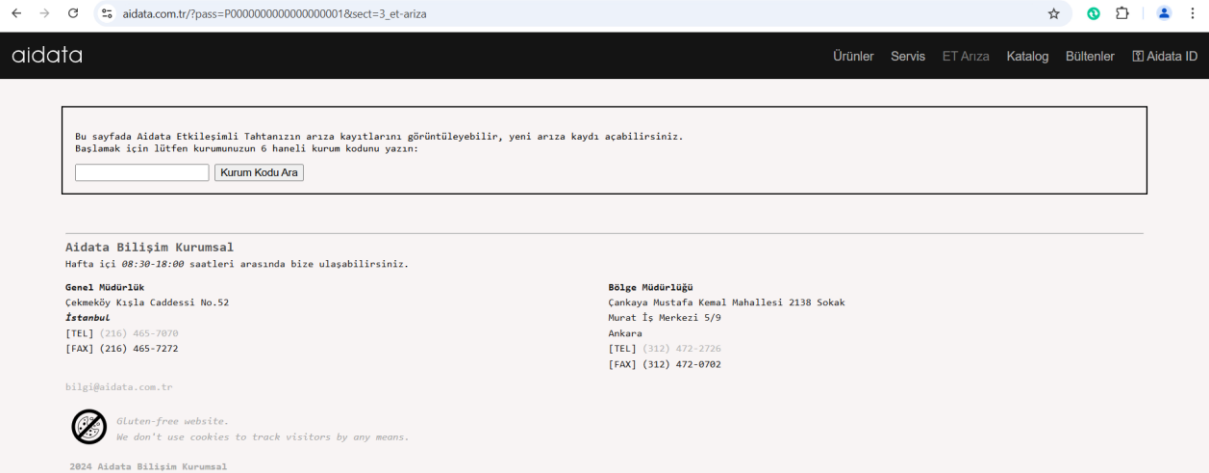 aidata.com.tr/?pass=P0000000000000000001&sect=3_et-ariza
aidata
Ürünler Servis ET Arıza Katalog Bültenler Aidata ID
Bu sayfada Aidata Etkileşimli Tahtanızın arıza kayıtlarını görüntüleyebilir, yeni arıza kaydı açabilirsiniz.
Başlamak için lütfen kurumunuzun 6 haneli kurum kodunu yazın:
Kurum Kodu Ara
Aidata Bilişim Kurumsal
Hafta içi 08:30-18:00 saatleri arasında bize ulaşabilirsiniz.
Genel Müdürlük
Çekmeköy Kışla Caddessi No.52
İstanbul
[TEL] (216) 465-7070
[FAX] (216) 465-7272
Bölge Müdürlüğü
Çankaya Mustafa Kemal Mahallesi 2138 Sokak
Murat İş Merkezi 5/9
Ankara
[TEL] (312) 472-2726
[FAX] (312) 472-0702
bilgi@aidata.com.tr
Gluten-free website.
We don't use cookies to track visitors by any means.
2024 Aidata Bilişim Kurumsal